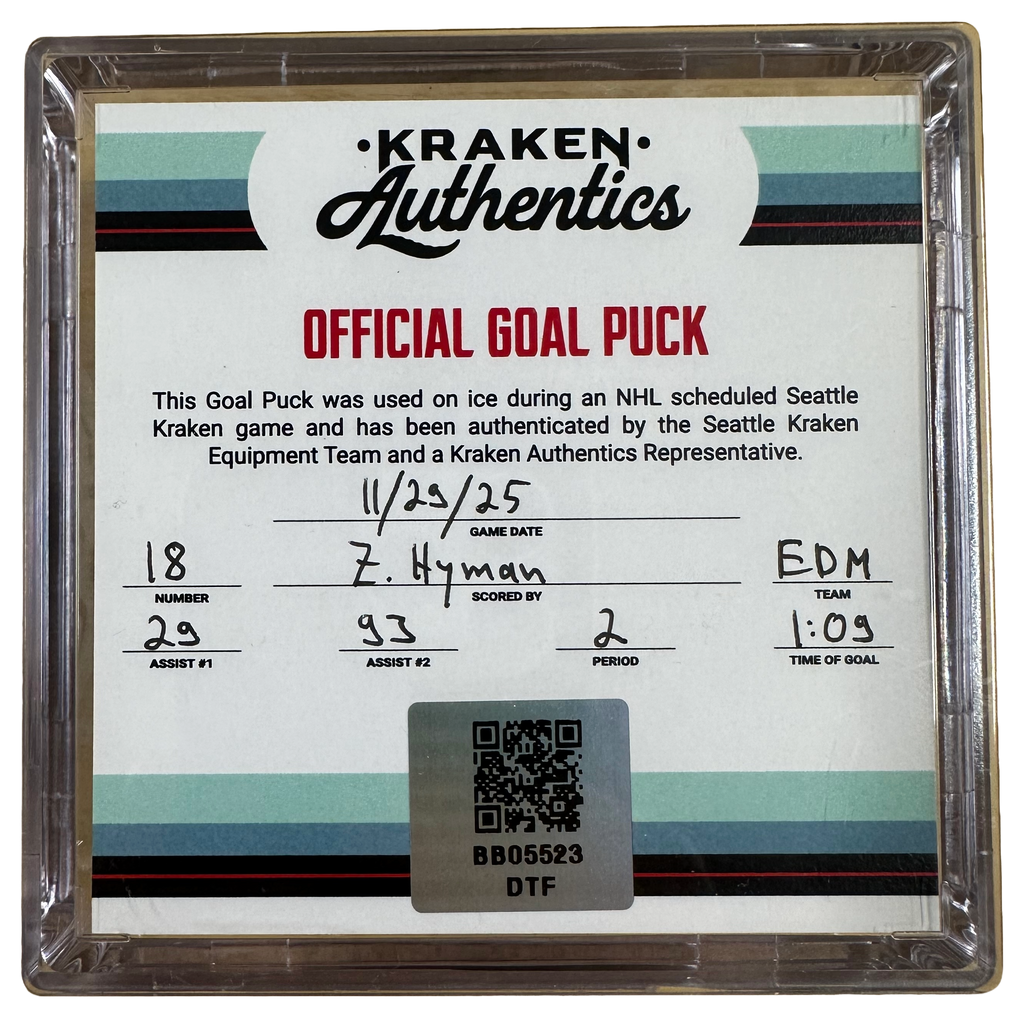 •KRAKEN•
Authentics
OFFICIAL GOAL PUCK
This Goal Puck was used on ice during an NHL scheduled Seattle
Kraken game and has been authenticated by the Seattle Kraken
Equipment Team and a Kraken Authentics Representative.
11/29/25
GAME DATE
18 Z. Hyman EDM
NUMBER SCORED BY TEAM
29 93 2 1:09
ASSIST #1 ASSIST #2 PERIOD TIME OF GOAL
BB05523
DTF